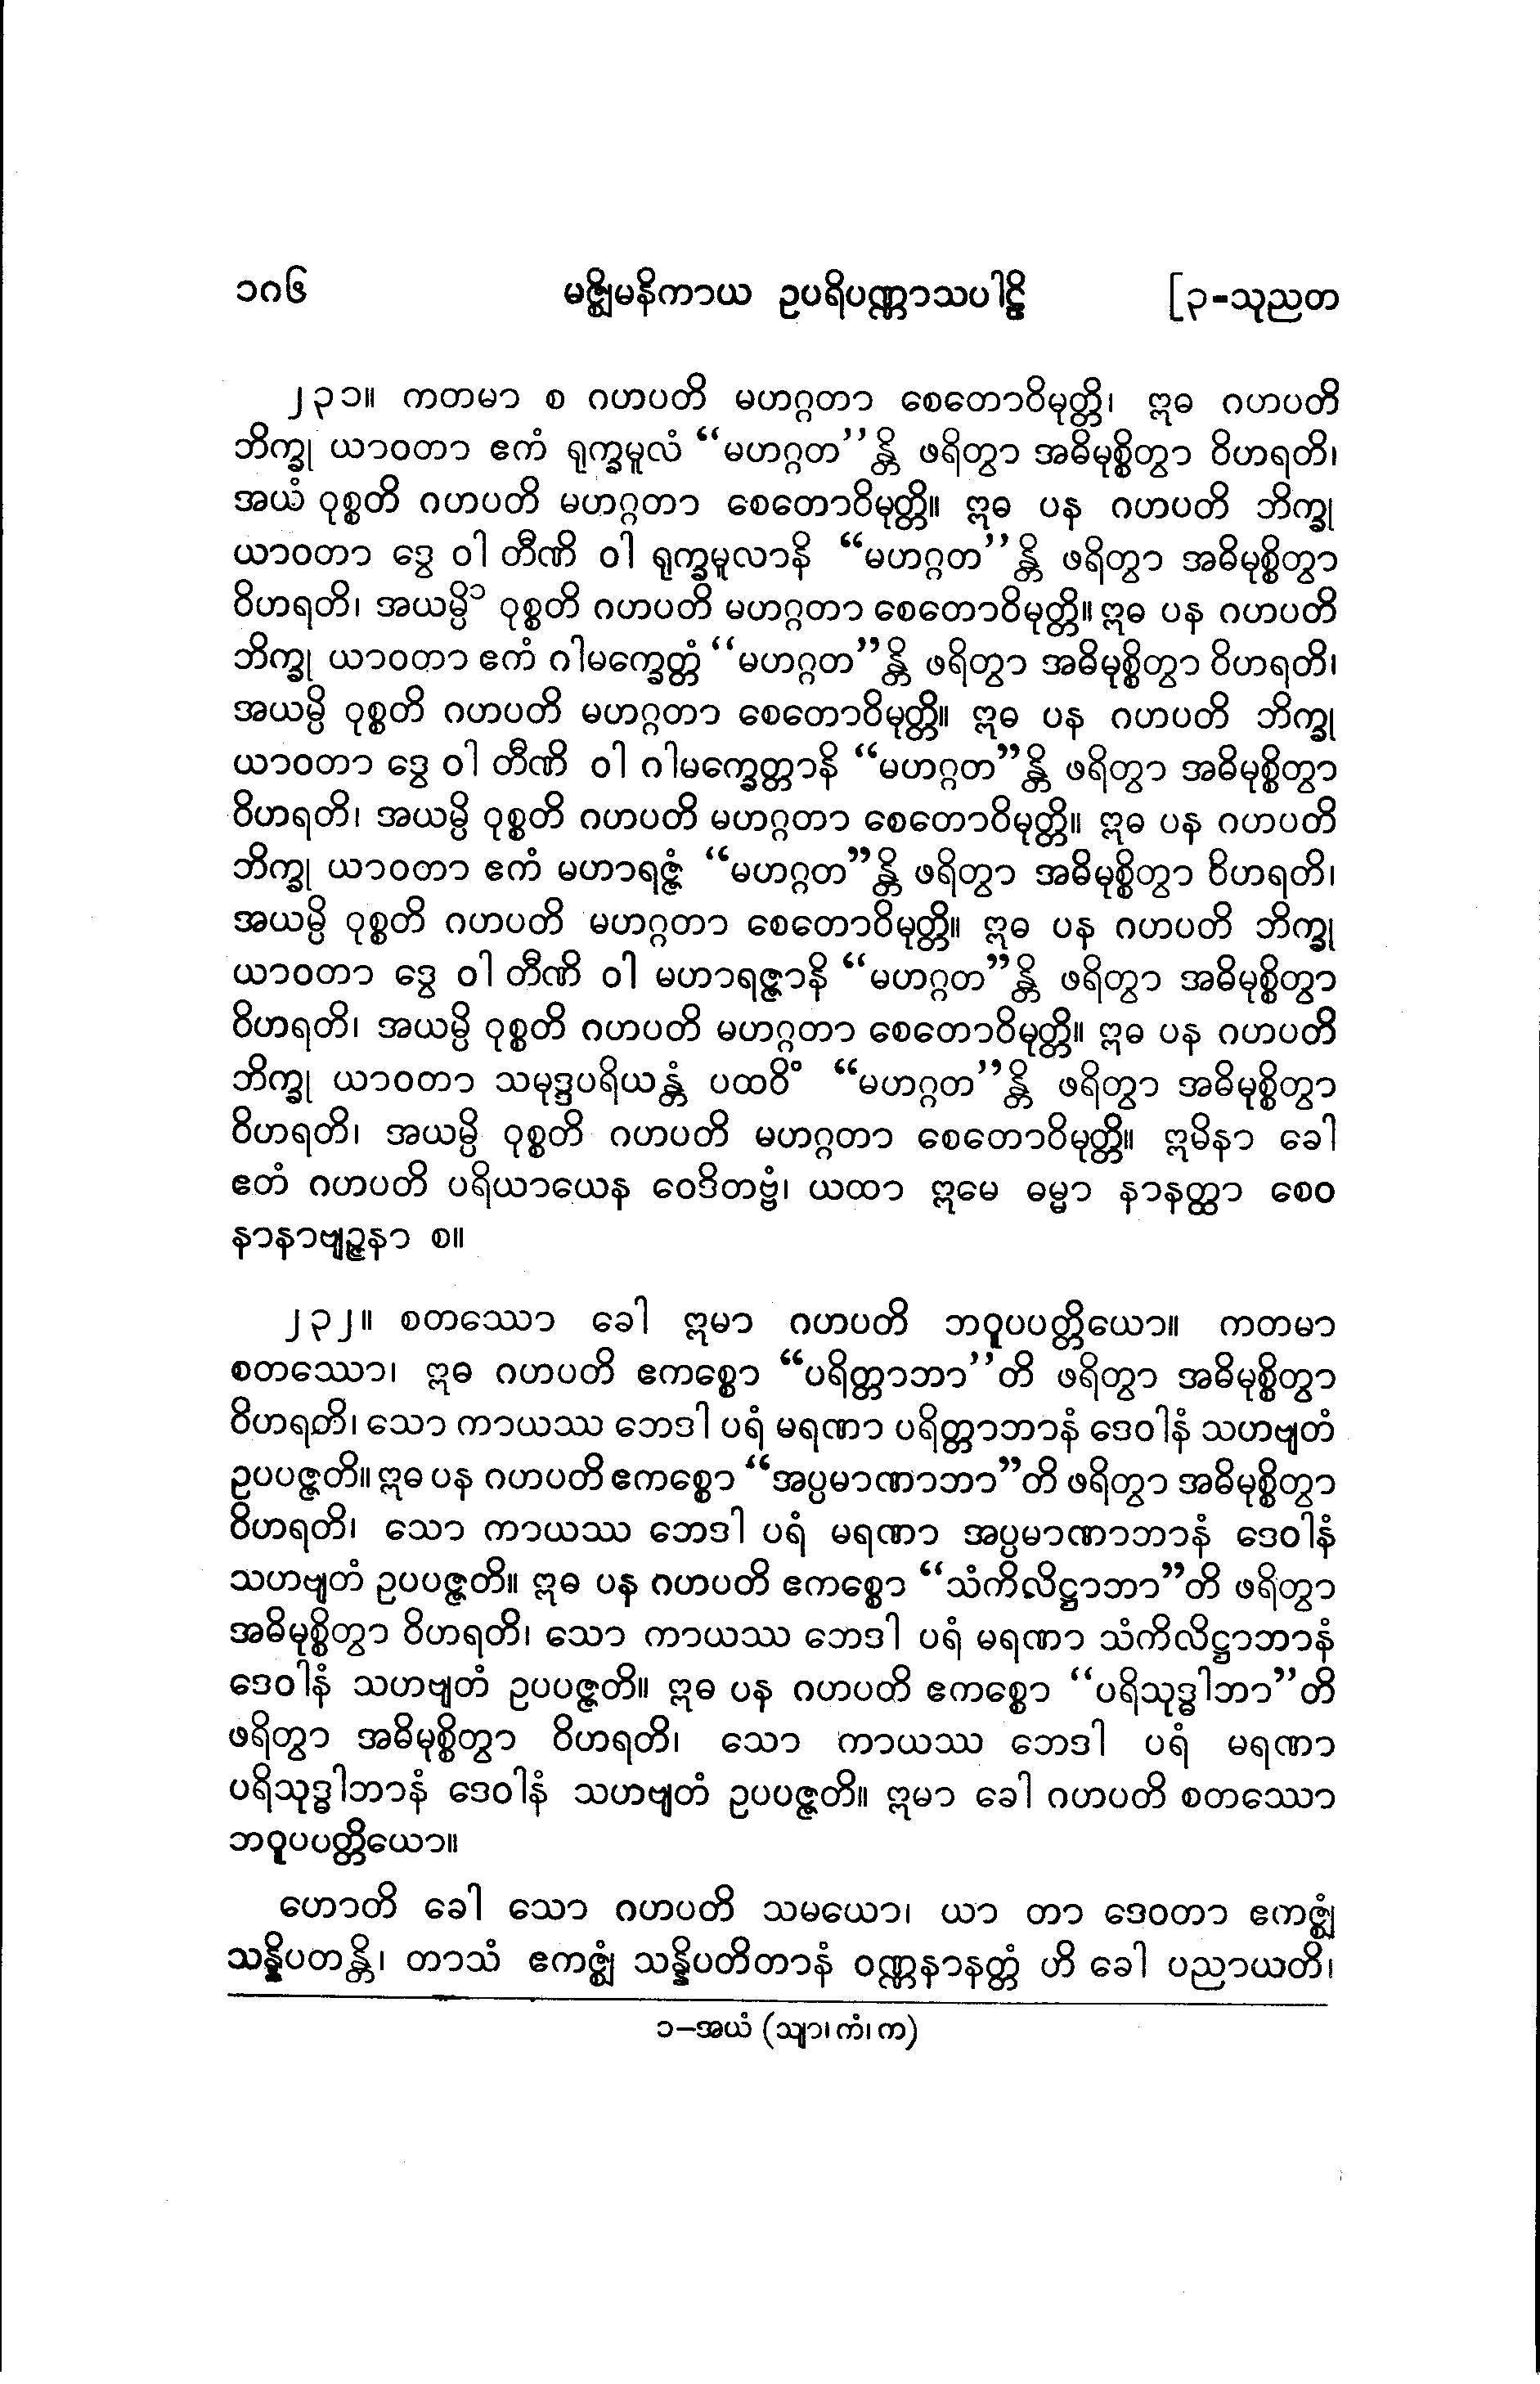 ၁၈၆ မဇ္ဈိမနိကာယ ဥပရိပဏ္ဏာသပါဠိ [၃-သုညတ
၂၃၁။ ကတမာ စ ဂဟပတိ မဟဂ္ဂတာ စေတောဝိမုတ္တိ၊ ဣဓ ဂဟပတိ
ဘိက္ခု ယာဝတာ ဧကံ ရုက္ခမူလံ “မဟဂ္ဂတ”န္တိ ဖရိတွာ အဓိမုစ္စိတွာ ဝိဟရတိ၊
အယံ ဝုစ္စတိ ဂဟပတိ မဟဂ္ဂတာ စေတောဝိမုတ္တိ။ ဣဓ ပန ဂဟပတိ ဘိက္ခု
ယာဝတာ ဒွေ ဝါ တီဏိ ဝါ ရုက္ခမူလာနိ “မဟဂ္ဂတ”န္တိ ဖရိတွာ အဓိမုစ္စိတွာ
ဝိဟရတိ၊ အယမ္ပိ၁ ဝုစ္စတိ ဂဟပတိ မဟဂ္ဂတာ စေတောဝိမုတ္တိ။ ဣဓ ပန ဂဟပတိ
ဘိက္ခု ယာဝတာ ဧကံ ဂါမက္ခေတ္တံ “မဟဂ္ဂတ”န္တိ ဖရိတွာ အဓိမုစ္စိတွာ ဝိဟရတိ၊
အယမ္ပိ ဝုစ္စတိ ဂဟပတိ မဟဂ္ဂတာ စေတောဝိမုတ္တိ။ ဣဓ ပန ဂဟပတိ ဘိက္ခု
ယာဝတာ ဒွေ ဝါ တီဏိ ဝါ ဂါမက္ခေတ္တာနိ “မဟဂ္ဂတ”န္တိ ဖရိတွာ အဓိမုစ္စိတွာ
ဝိဟရတိ၊ အယမ္ပိ ဝုစ္စတိ ဂဟပတိ မဟဂ္ဂတာ စေတောဝိမုတ္တိ။ ဣဓ ပန ဂဟပတိ
ဘိက္ခု ယာဝတာ ဧကံ မဟာရဇ္ဇံ “မဟဂ္ဂတ”န္တိ ဖရိတွာ အဓိမုစ္စိတွာ ဝိဟရတိ၊
အယမ္ပိ ဝုစ္စတိ ဂဟပတိ မဟဂ္ဂတာ စေတောဝိမုတ္တိ။ ဣဓ ပန ဂဟပတိ ဘိက္ခု
ယာဝတာ ဒွေ ဝါ တီဏိ ဝါ မဟာရဇ္ဇာနိ “မဟဂ္ဂတ”န္တိ ဖရိတွာ အဓိမုစ္စိတွာ
ဝိဟရတိ၊ အယမ္ပိ ဝုစ္စတိ ဂဟပတိ မဟဂ္ဂတာ စေတောဝိမုတ္တိ။ ဣဓ ပန ဂဟပတိ
ဘိက္ခု ယာဝတာ သမုဒ္ဒပရိယန္တံ ပထဝိံ “မဟဂ္ဂတ”န္တိ ဖရိတွာ အဓိမုစ္စိတွာ
ဝိဟရတိ၊ အယမ္ပိ ဝုစ္စတိ ဂဟပတိ မဟဂ္ဂတာ စေတောဝိမုတ္တိ။ ဣမိနာ ခေါ
ဧတံ ဂဟပတိ ပရိယာယေန ဝေဒိတဗ္ဗံ၊ ယထာ ဣမေ ဓမ္မာ နာနတ္ထာ စေဝ
နာနာဗျဉ္ဇနာ စ။
၂၃၂။ စတဿော ခေါ ဣမာ ဂဟပတိ ဘဝူပပတ္တိယော။ ကတမာ
စတဿော၊ ဣဓ ဂဟပတိ ဧကစ္စော “ပရိတ္တာဘာ”တိ ဖရိတွာ အဓိမုစ္စိတွာ
ဝိဟရတိ၊ သော ကာယဿ ဘေဒါ ပရံ မရဏာ ပရိတ္တာဘာနံ ဒေဝါနံ သဟဗျတံ
ဥပပဇ္ဇတိ။ ဣဓ ပန ဂဟပတိ ဧကစ္စော “အပ္ပမာဏာဘာ”တိ ဖရိတွာ အဓိမုစ္စိတွာ
ဝိဟရတိ၊ သော ကာယဿ ဘေဒါ ပရံ မရဏာ အပ္ပမာဏာဘာနံ ဒေဝါနံ
သဟဗျတံ ဥပပဇ္ဇတိ။ ဣဓ ပန ဂဟပတိ ဧကစ္စော “သံကိလိဋ္ဌာဘာ”တိ ဖရိတွာ
အဓိမုစ္စိတွာ ဝိဟရတိ၊ သော ကာယဿ ဘေဒါ ပရံ မရဏာ သံကိလိဋ္ဌာဘာနံ
ဒေဝါနံ သဟဗျတံ ဥပပဇ္ဇတိ။ ဣဓ ပန ဂဟပတိ ဧကစ္စော “ပရိသုဒ္ဓါဘာ”တိ
ဖရိတွာ အဓိမုစ္စိတွာ ဝိဟရတိ၊ သော ကာယဿ ဘေဒါ ပရံ မရဏာ
ပရိသုဒ္ဓါဘာနံ ဒေဝါနံ သဟဗျတံ ဥပပဇ္ဇတိ။ ဣမာ ခေါ ဂဟပတိ စတဿော
ဘဝူပပတ္တိယော။
ဟောတိ ခေါ သော ဂဟပတိ သမယော၊ ယာ တာ ဒေဝတာ ဧကဇ္ဈံ
သန္နိပတန္တိ၊ တာသံ ဧကဇ္ဈံ သန္နိပတိတာနံ ဝဏ္ဏနာနတ္တံ ဟိ ခေါ ပညာယတိ၊
၁–အယံ (သျာ၊ ကံ၊ က)